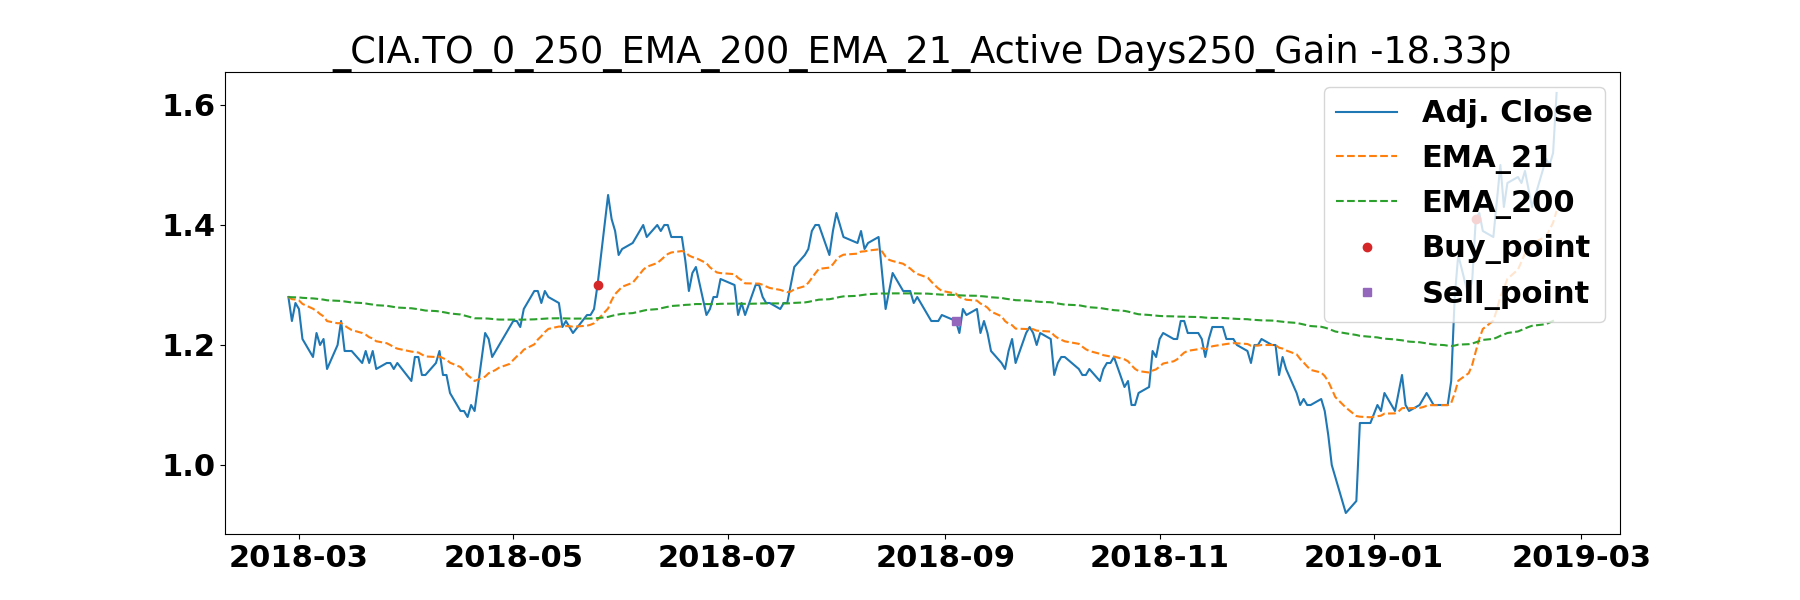 _CIA.TO_0_250_EMA_200_EMA_21_Active Days250_Gain -18.33p
1.6
1.4
1.2
1.0
Adj. Close
EMA_21
EMA_200
Buy_point
Sell_point
2018-03 2018-05 2018-07 2018-09 2018-11 2019-01 2019-03